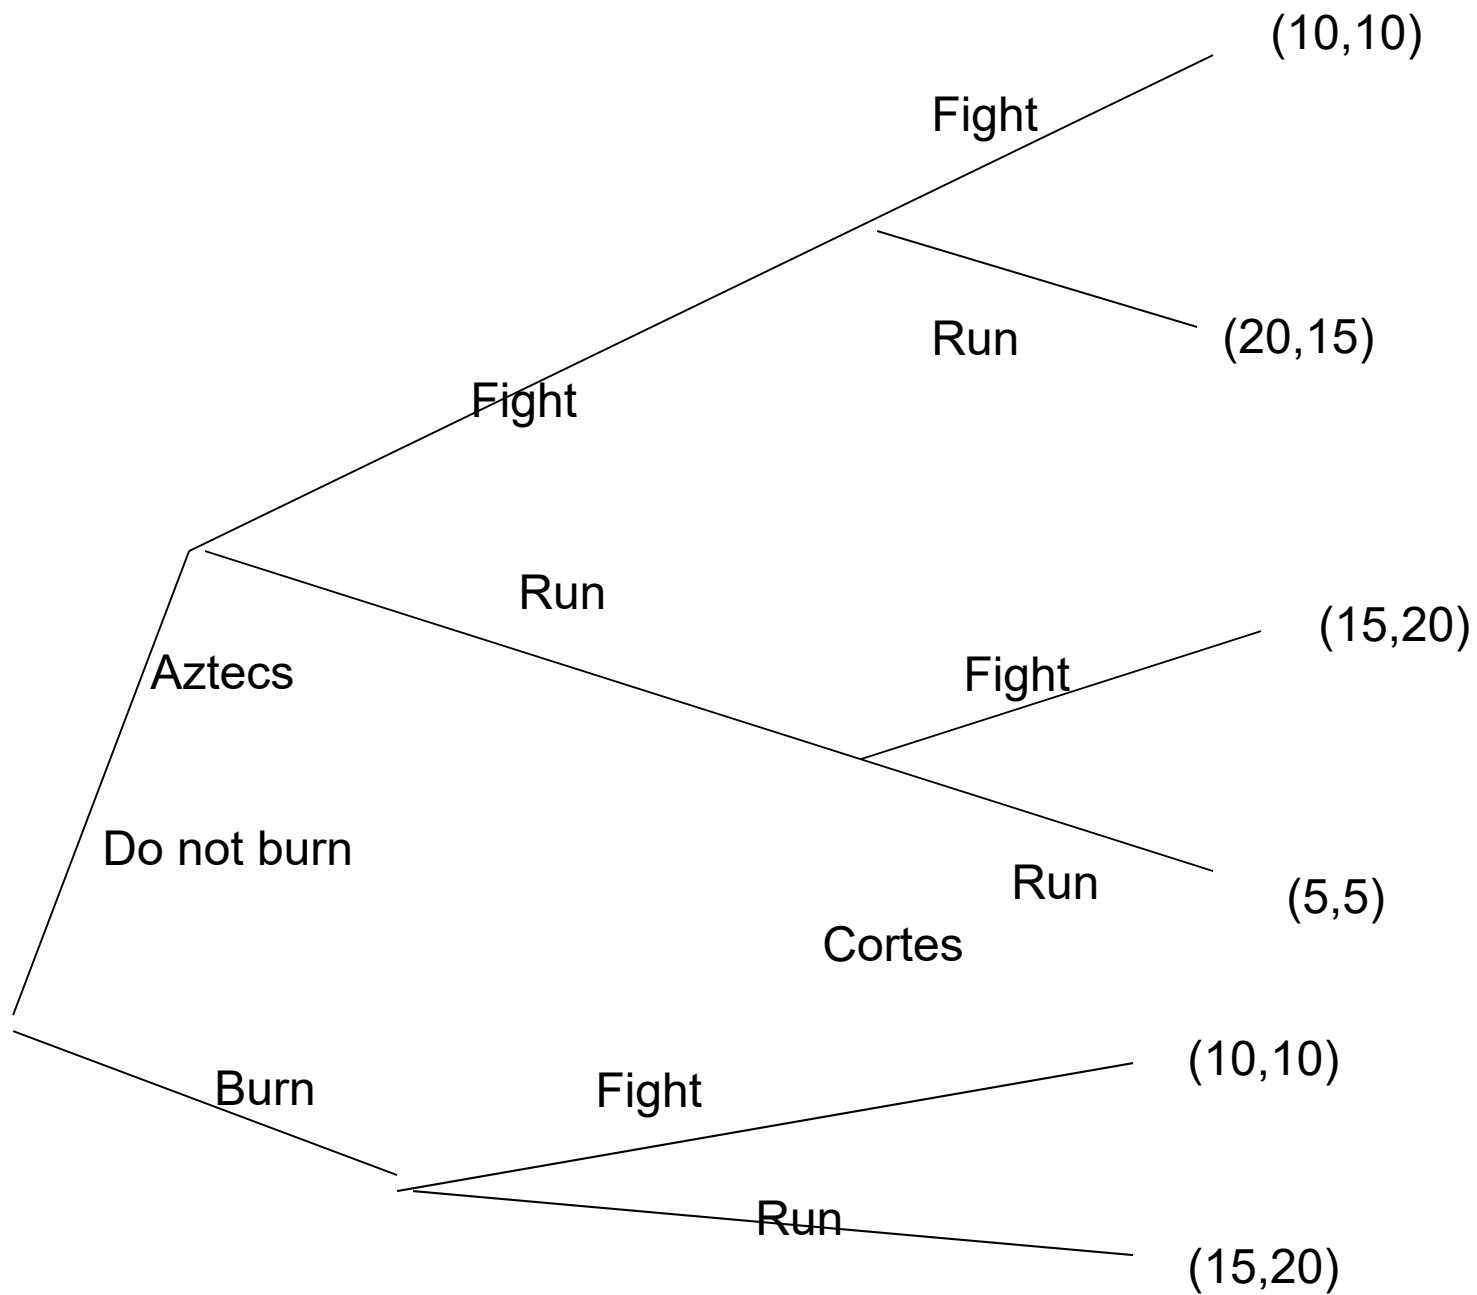 (10,10)
Fight
Run
(20,15)
Fight
Run
(15,20)
Fight
Aztecs
Do not burn
Run
(5,5)
Cortes
(10,10)
Burn
Fight
Run
(15,20)